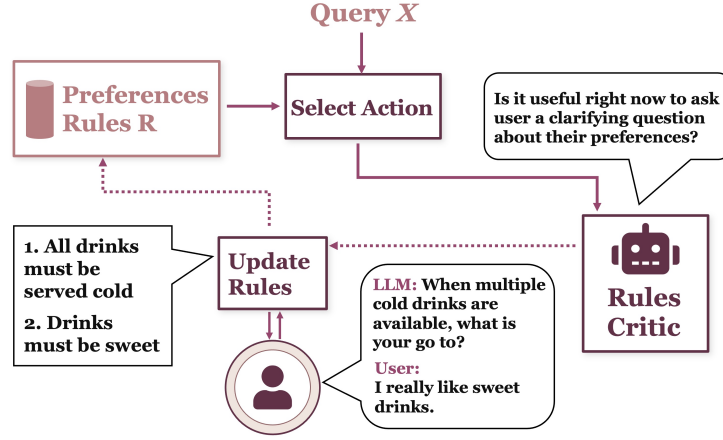 Query X
Preferences
Rules R
Select Action
Is it useful right now to ask
user a clarifying question
about their preferences?
1. All drinks
must be
served cold
2. Drinks
must be sweet
Update
Rules
LLM: When multiple
cold drinks are
available, what is
your go to?
User:
I really like sweet
drinks.
Rules
Critic